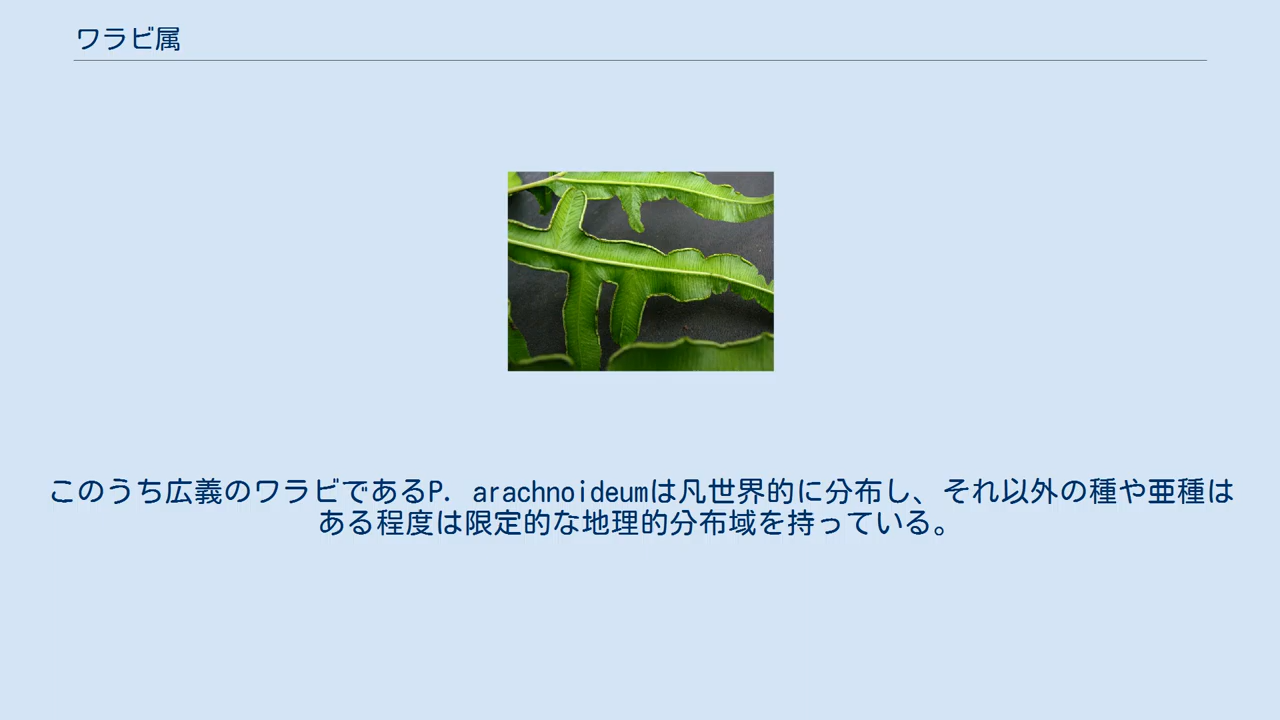 ワラビ属
このうち広義のワラビであるP. arachnoideumは凡世界的に分布し、それ以外の種や亜種は
ある程度は限定的な地理的分布域を持っている。